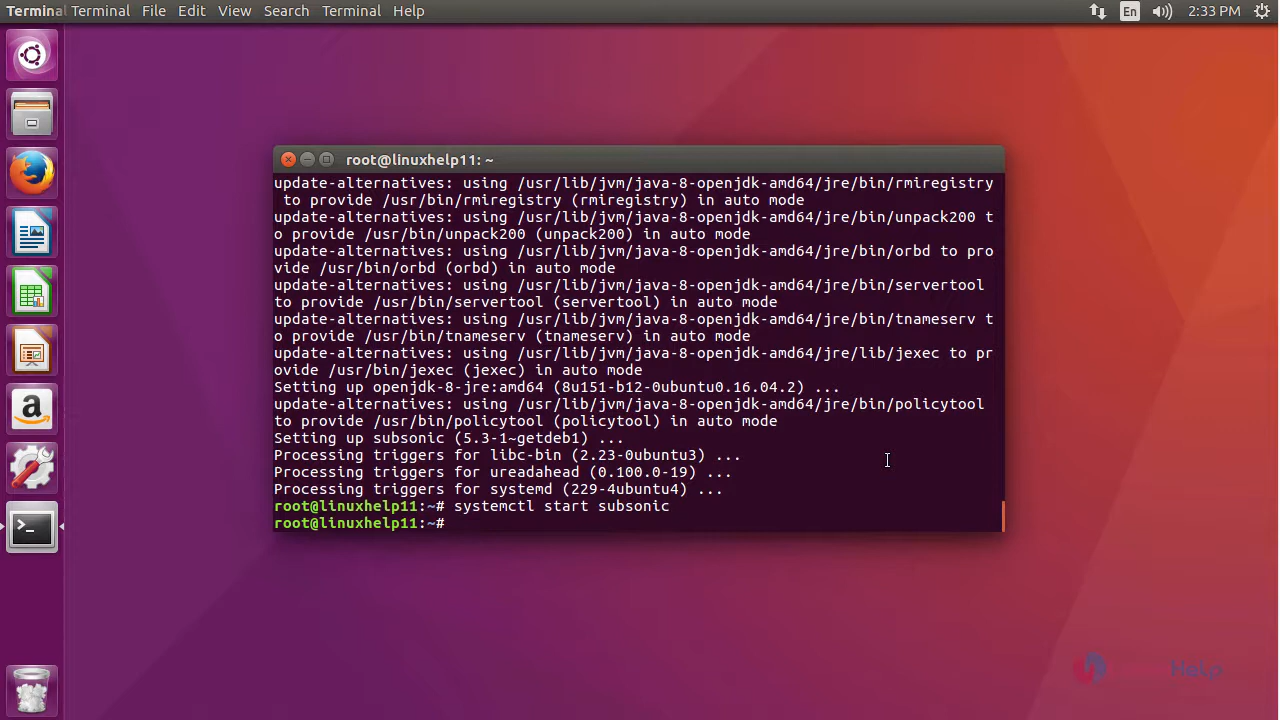 Terminal Terminal File Edit View Search Terminal Help En 2:33 PM
root@linuxhelp11: ~
update-alternatives: using /usr/lib/jvm/java-8-openjdk-amd64/jre/bin/rmiregistry
 to provide /usr/bin/rmiregistry (rmiregistry) in auto mode
update-alternatives: using /usr/lib/jvm/java-8-openjdk-amd64/jre/bin/unpack200 t
o provide /usr/bin/unpack200 (unpack200) in auto mode
update-alternatives: using /usr/lib/jvm/java-8-openjdk-amd64/jre/bin/orbd to pro
vide /usr/bin/orbd (orbd) in auto mode
update-alternatives: using /usr/lib/jvm/java-8-openjdk-amd64/jre/bin/servertool
to provide /usr/bin/servertool (servertool) in auto mode
update-alternatives: using /usr/lib/jvm/java-8-openjdk-amd64/jre/bin/tnameserv t
o provide /usr/bin/tnameserv (tnameserv) in auto mode
update-alternatives: using /usr/lib/jvm/java-8-openjdk-amd64/jre/lib/jexec to pr
ovide /usr/bin/jexec (jexec) in auto mode
Setting up openjdk-8-jre:amd64 (8u151-b12-0ubuntu0.16.04.2) ...
update-alternatives: using /usr/lib/jvm/java-8-openjdk-amd64/jre/bin/policytool
to provide /usr/bin/policytool (policytool) in auto mode
Setting up subsonic (5.3-1~getdeb1) ...
Processing triggers for libc-bin (2.23-0ubuntu3) ...
Processing triggers for ureadahead (0.100.0-19) ...
Processing triggers for systemd (229-4ubuntu4) ...
root@linuxhelp11:~# systemctl start subsonic
root@linuxhelp11:~#
Help